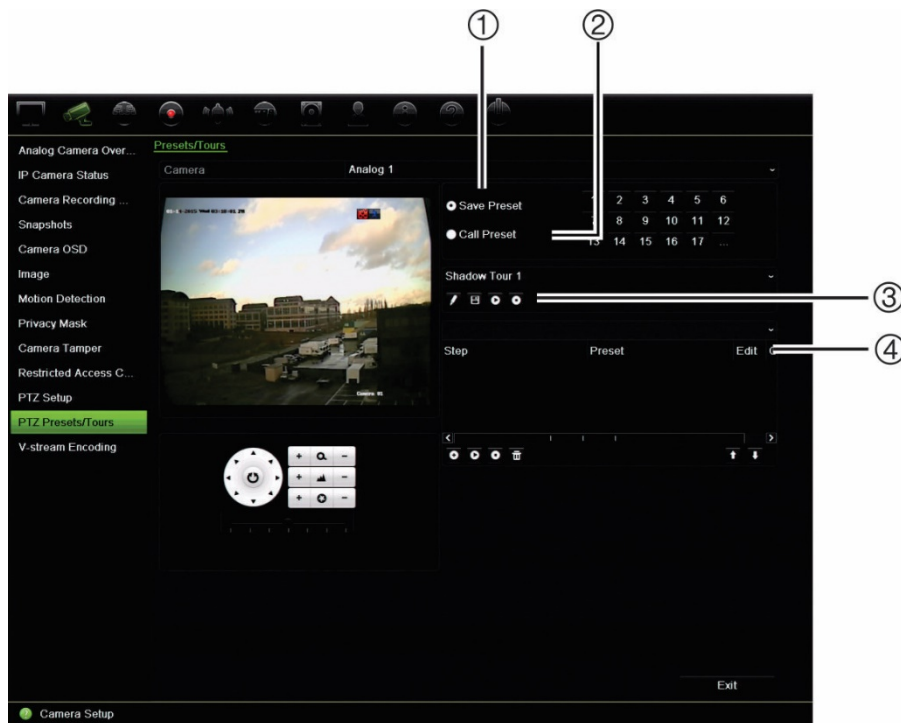 ① ②
Analog Camera Over...
Presets/Tours
IP Camera Status
Camera
Analog 1
Camera Recording ...
Save Preset
1 2 3 4 5 6
Snapshots
7 8 9 10 11 12
Camera OSD
Call Preset
13 14 15 16 17 ...
Image
Shadow Tour 1
Motion Detection
③
Privacy Mask
Camera Tamper
Step Preset Edit
④
Restricted Access C...
PTZ Setup
Camera 01
PTZ Presets/Tours
V-stream Encoding
Exit
Camera Setup